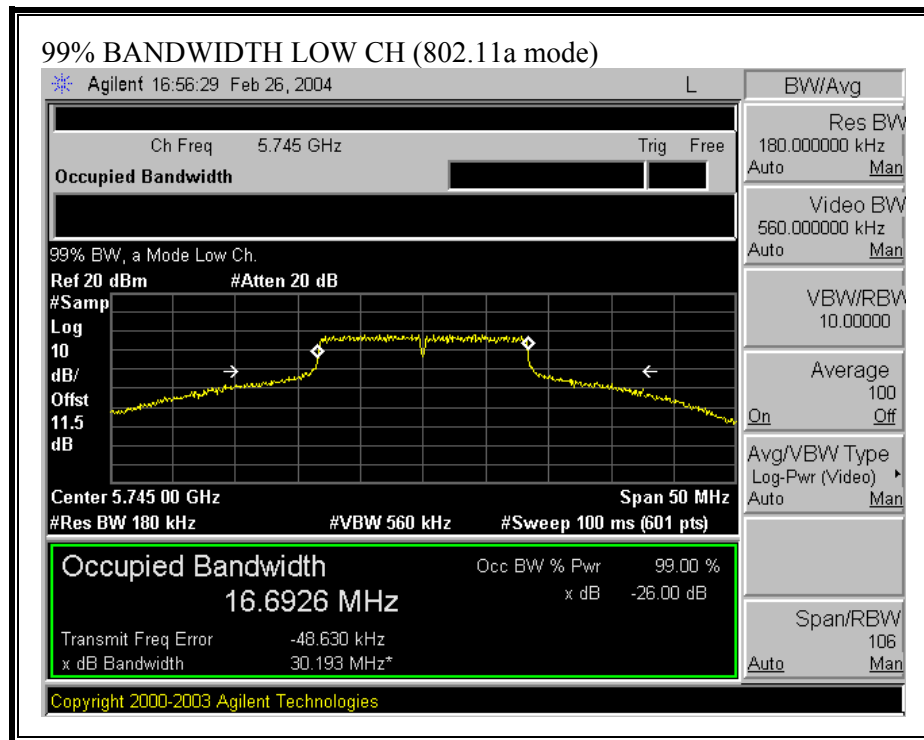 99% BANDWIDTH LOW CH (802.11a mode)
Agilent 16:56:29 Feb 26, 2004 L
Ch Freq 5.745 GHz Trig Free
Occupied Bandwidth
99% BW, a Mode Low Ch.
Ref 20 dBm #Atten 20 dB
#Samp
Log
10
dB/
Offst
11.5
dB
Center 5.745 00 GHz Span 50 MHz
#Res BW 180 kHz #VBW 560 kHz #Sweep 100 ms (601 pts)
Occupied Bandwidth
16.6926 MHz
Occ BW % Pwr 99.00 %
x dB -26.00 dB
Transmit Freq Error -48.630 kHz
x dB Bandwidth 30.193 MHz*
Copyright 2000-2003 Agilent Technologies
BW/Avg
Res BW
180.000000 kHz
Auto Man
Video BW
560.000000 kHz
Auto Man
VBW/RBW
10.00000
Average
100
On Off
Avg/VBW Type
Log-Pwr (Video)
Auto Man
Span/RBW
106
Auto Man